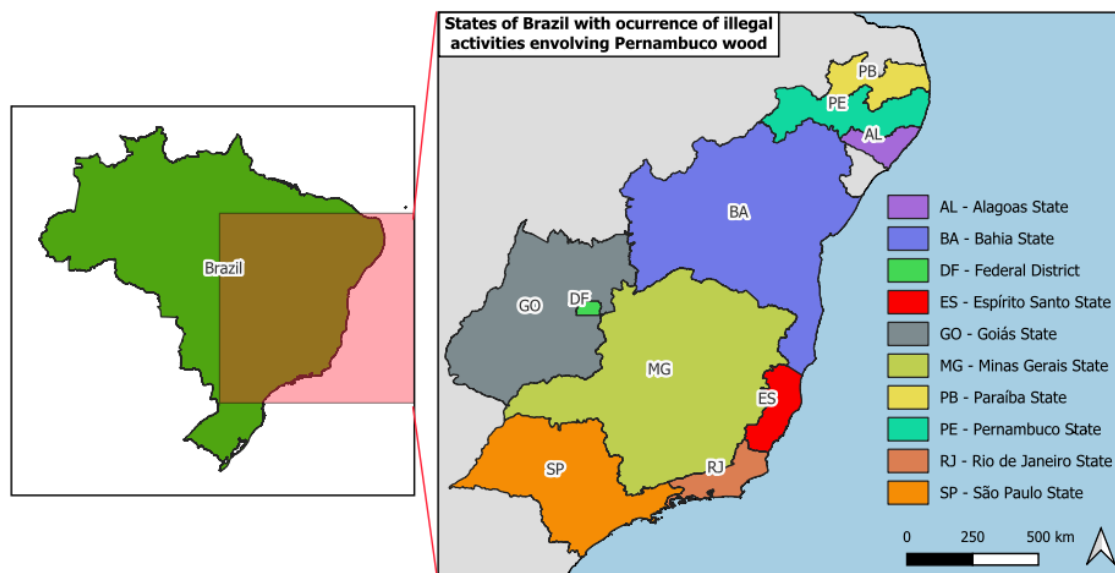 States of Brazil with ocurrence of illegal
activities envolving Pernambuco wood
Brazil
PB
PE
AL
BA
GO
DF
MG
ES
SP
RJ
AL - Alagoas State
BA - Bahia State
DF - Federal District
ES - Espírito Santo State
GO - Goiás State
MG - Minas Gerais State
PB - Paraíba State
PE - Pernambuco State
RJ - Rio de Janeiro State
SP - São Paulo State
0 250 500 km